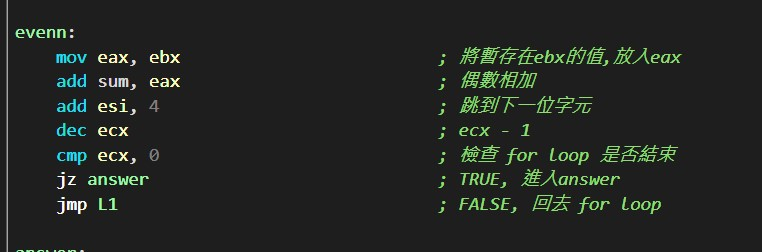 evenn:
mov eax, ebx ; 將暫存在ebx的值,放入eax
add sum, eax ; 偶數相加
add esi, 4 ; 跳到下一位字元
dec ecx ; ecx - 1
cmp ecx, 0 ; 檢查 for loop 是否結束
jz answer ; TRUE, 進入answer
jmp L1 ; FALSE, 回去 for loop
answer: